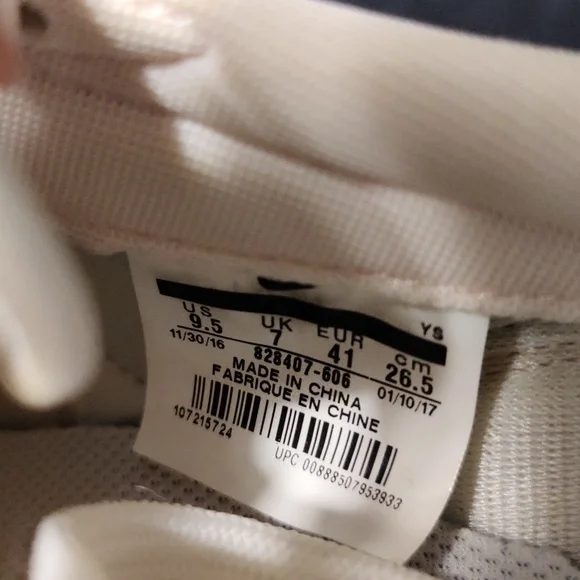 YS
US UK EUR cm
9.5 7 41 26.5
11/30/16 828407-606 01/10/17
MADE IN CHINA
FABRIQUE EN CHINE
107215724
UPC 00888507953933